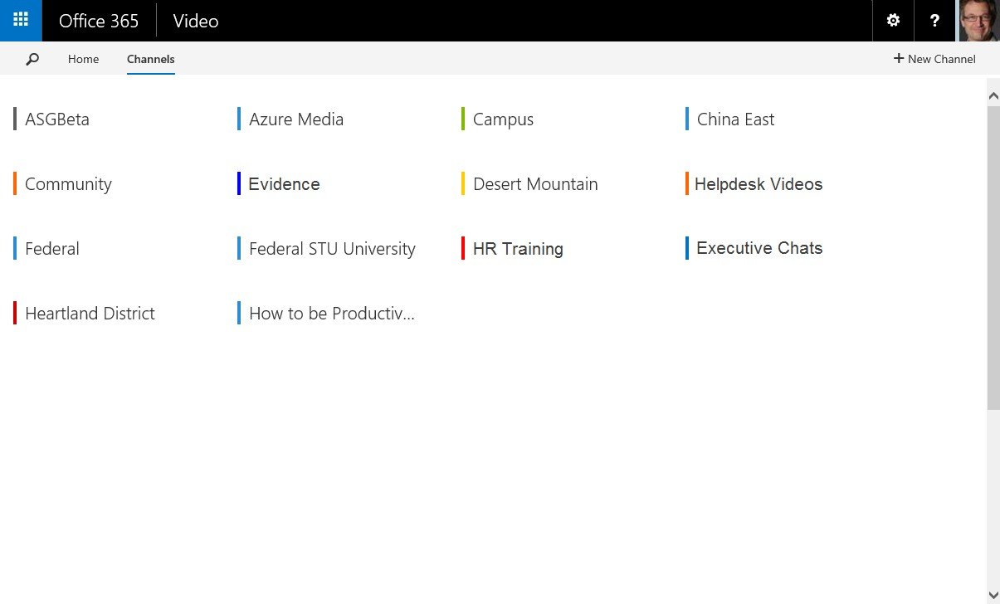 Office 365 Video ?
Home Channels + New Channel
ASGBeta Azure Media Campus China East
Community Evidence Desert Mountain Helpdesk Videos
Federal Federal STU University HR Training Executive Chats
Heartland District How to be Productiv...